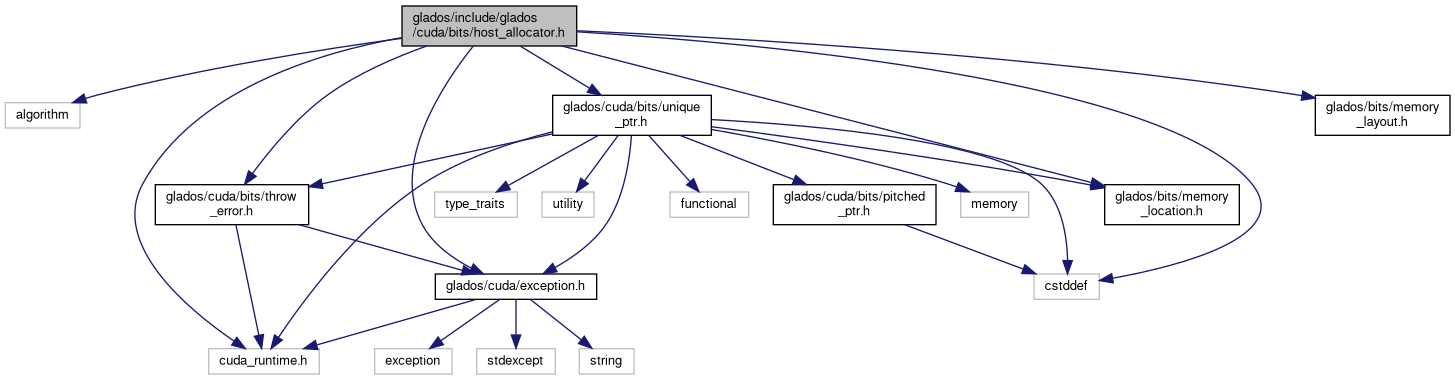 glados/include/glados
/cuda/bits/host_allocator.h
algorithm
glados/cuda/bits/unique
_ptr.h
glados/bits/memory
_layout.h
glados/cuda/bits/throw
_error.h
type_traits
utility
functional
glados/cuda/bits/pitched
_ptr.h
memory
glados/bits/memory
_location.h
glados/cuda/exception.h
cstddef
cuda_runtime.h
exception
stdexcept
string